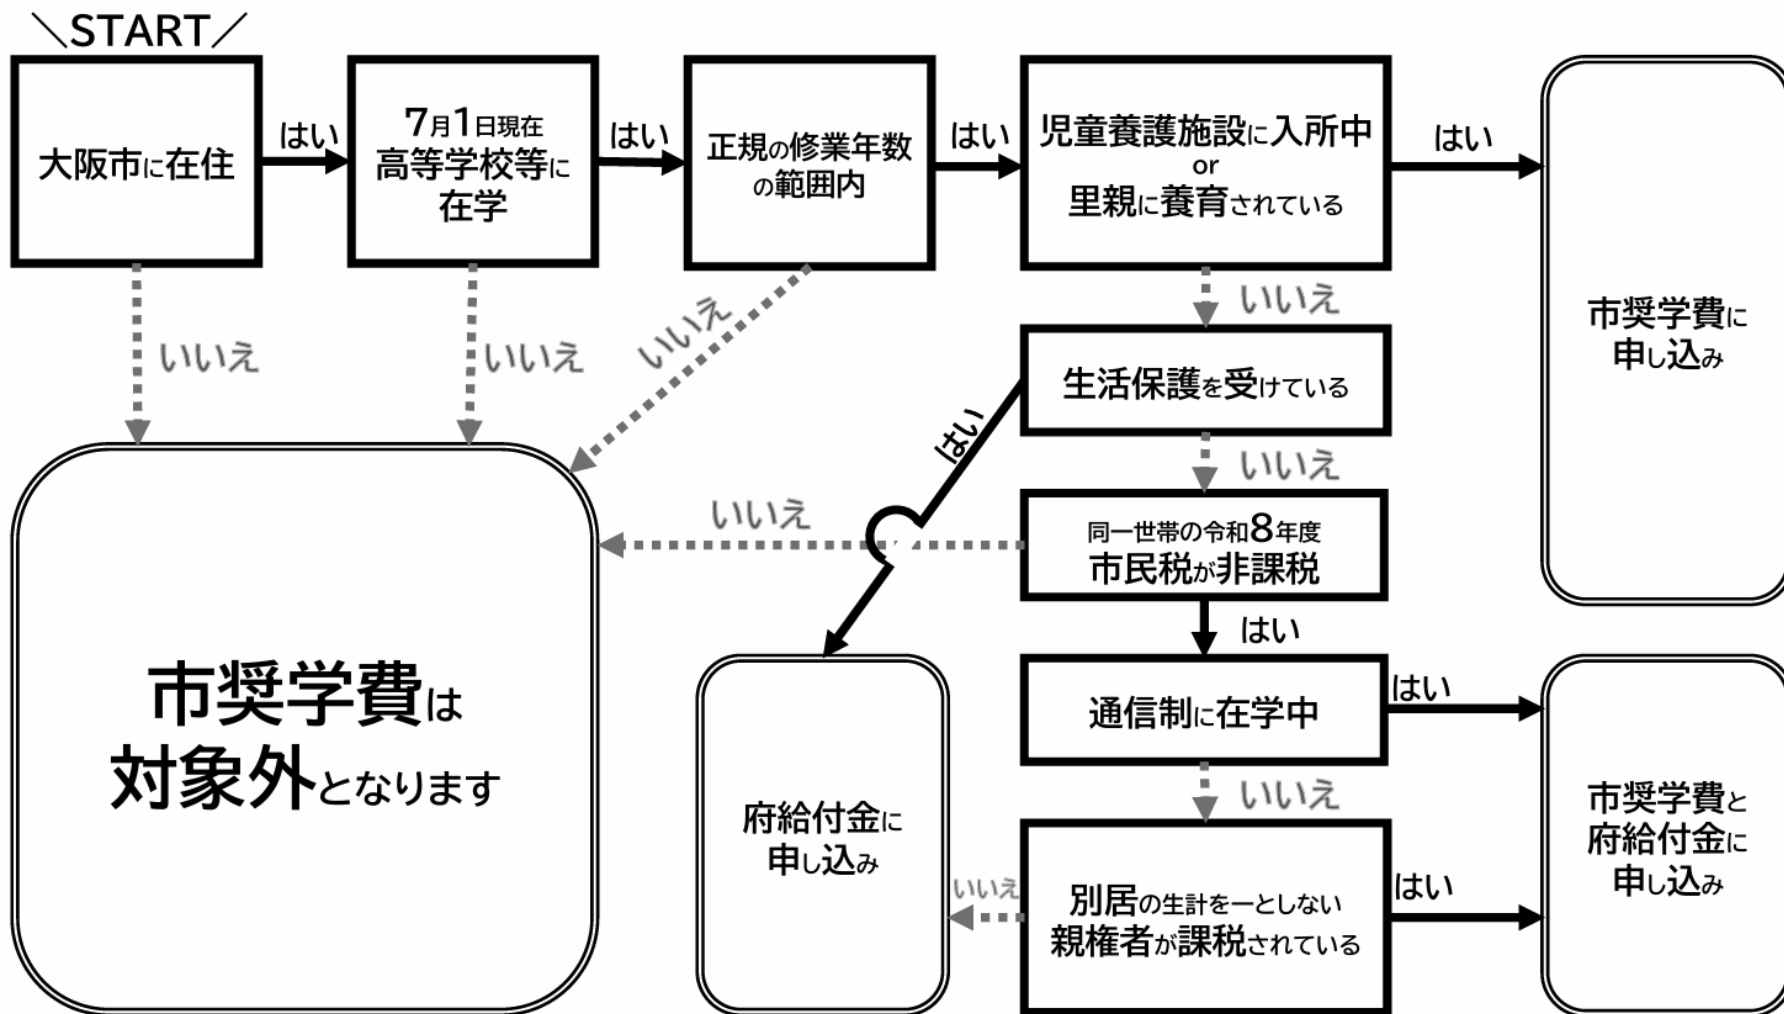 ＼START／
大阪市に在住
はい
7月1日現在
高等学校等に
在学
はい
正規の修業年数
の範囲内
はい
児童養護施設に入所中
or
里親に養育されている
はい
市奨学費に
申し込み
いいえ
いいえ
いいえ
いいえ
生活保護を受けている
はい
いいえ
いいえ
同一世帯の令和8年度
市民税が非課税
はい
通信制に在学中
はい
いいえ
市奨学費は
対象外となります
府給付金に
申し込み
いいえ
別居の生計を一としない
親権者が課税されている
はい
市奨学費と
府給付金に
申し込み